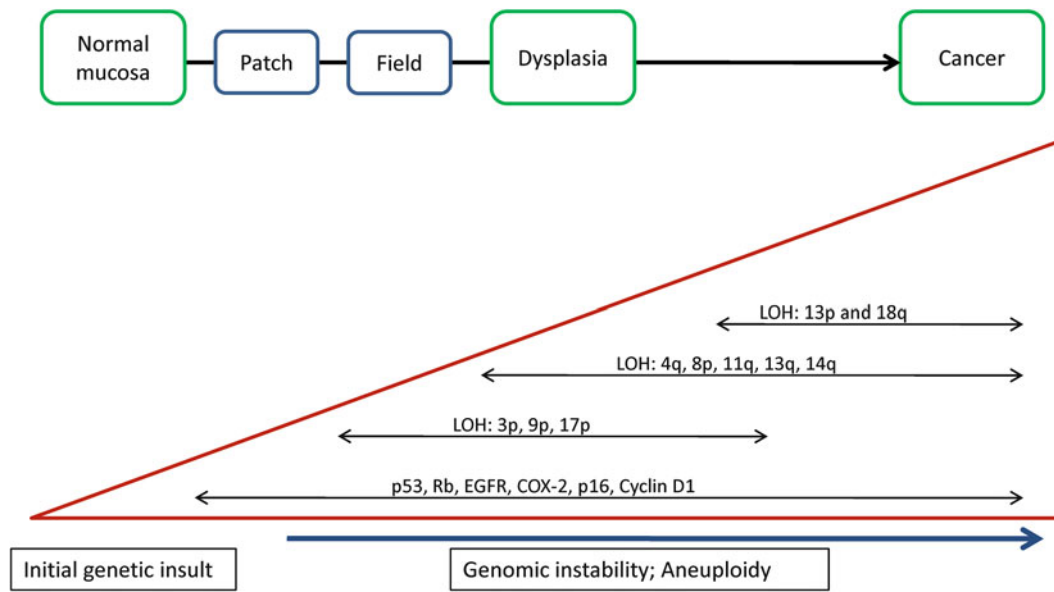 Normal
mucosa
Patch
Field
Dysplasia
Cancer
LOH: 13p and 18q
LOH: 4q, 8p, 11q, 13q, 14q
LOH: 3p, 9p, 17p
p53, Rb, EGFR, COX-2, p16, Cyclin D1
Initial genetic insult
Genomic instability; Aneuploidy